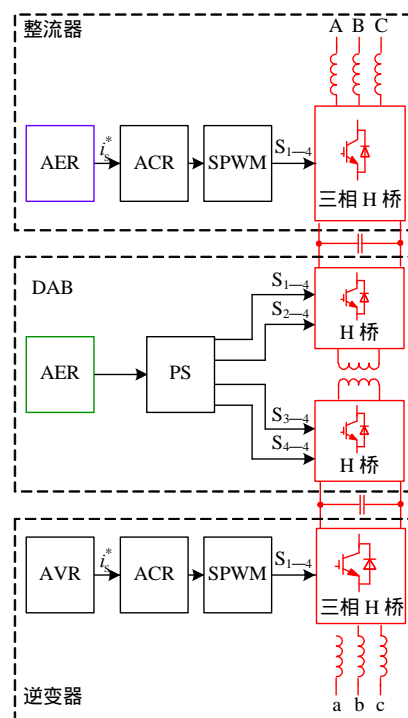 整流器
A B C
AER
i*s
ACR
SPWM
S1—4
三相 H 桥
DAB
AER
PS
S1—4
S2—4
H 桥
S3—4
S4—4
H 桥
AVR
i*s
ACR
SPWM
S1—4
三相 H 桥
逆变器
a b c